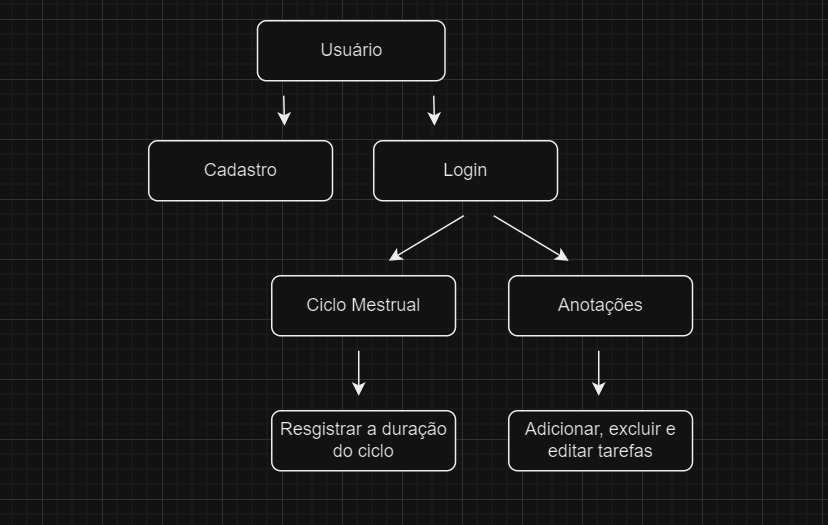 Usuário
Cadastro
Login
Ciclo Mestrual
Anotações
Resgistrar a duração
do ciclo
Adicionar, excluir e
editar tarefas